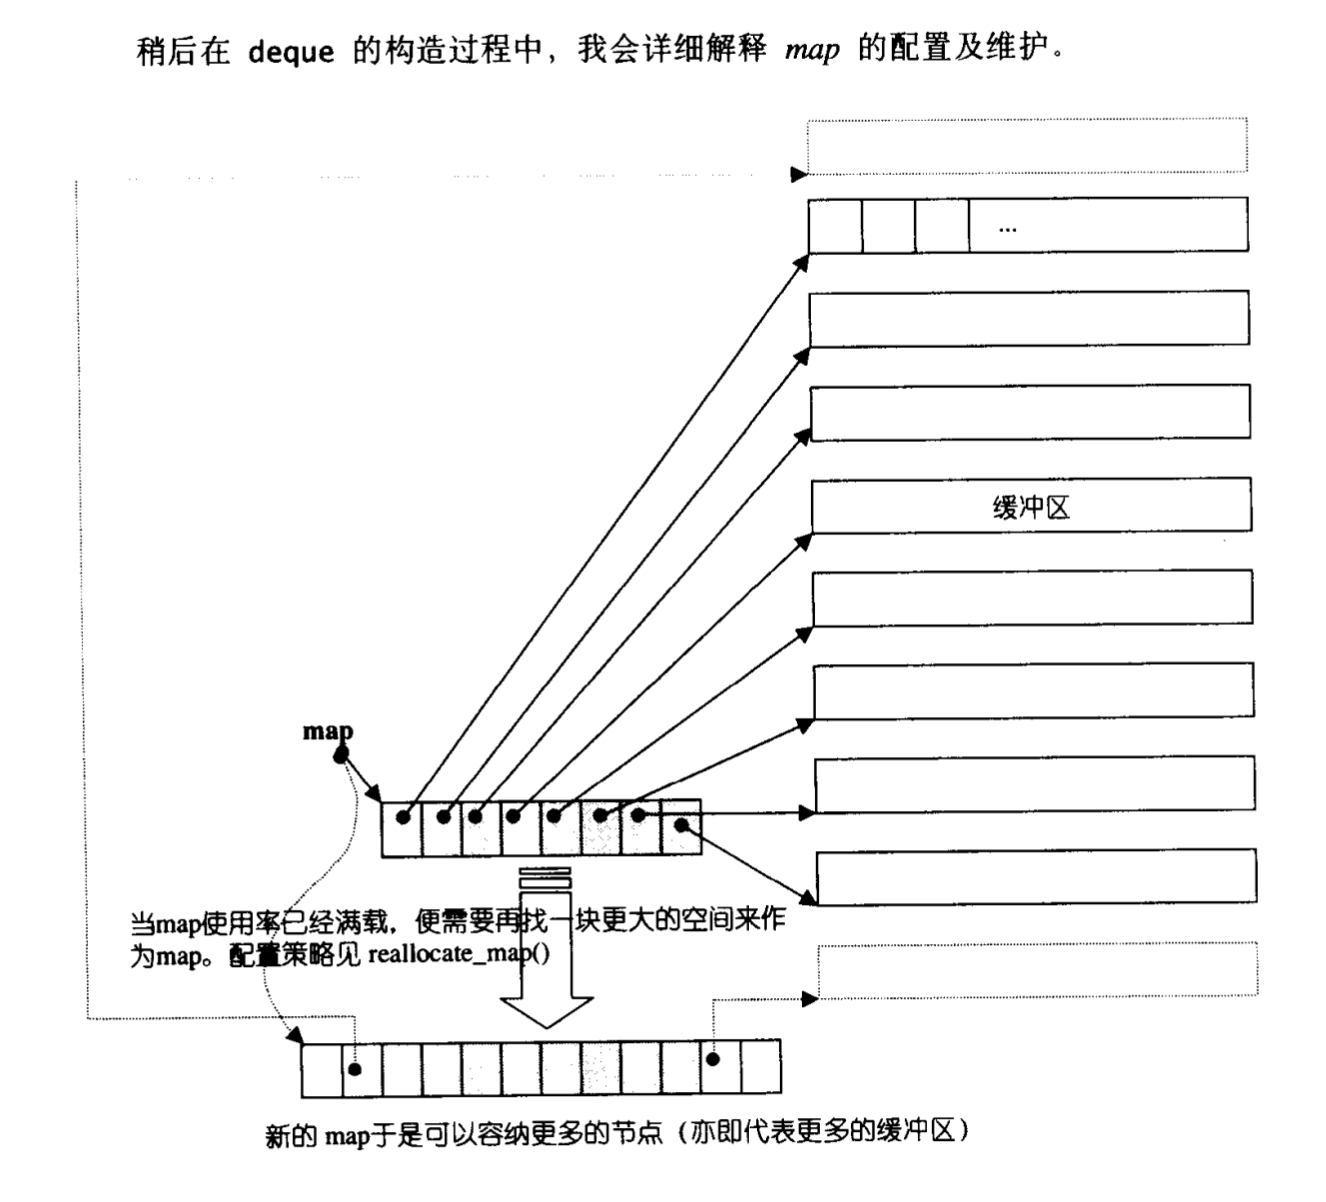 稍后在 deque 的构造过程中，我会详细解释 map 的配置及维护。
...
缓冲区
map
当map使用率已经满载，便需要再找一块更大的空间来作
为map。配置策略见 reallocate_map()
新的 map于是可以容纳更多的节点（亦即代表更多的缓冲区）